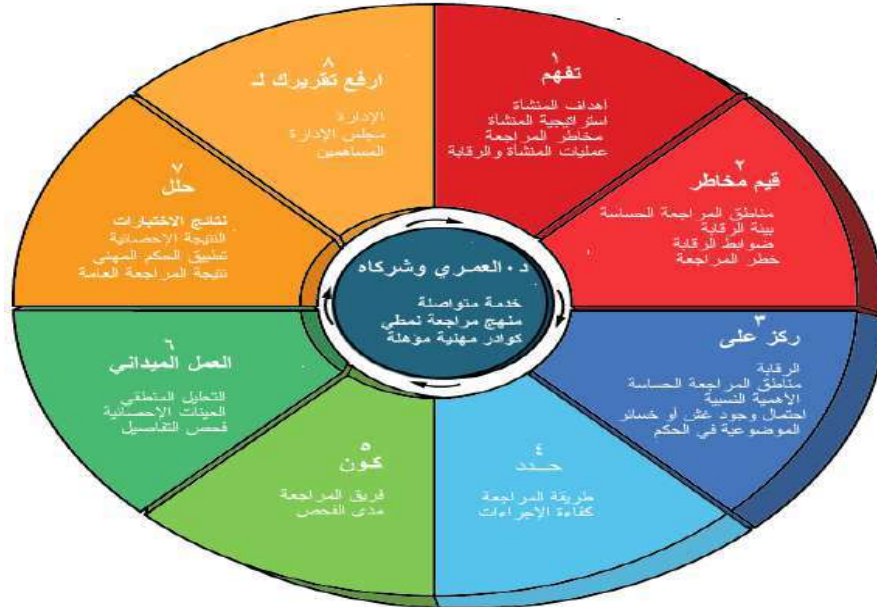 ١
تفهم
اهداف المنشأة
استراتيجية المنشأة
مخاطر المراجعة
عمليات المنشأة والرقابة
٢
قيم مخاطر
مناطق المراجعة الحساسة
بيئة الرقابة
ضوابط الرقابة
خطر المراجعة
٣
ركز على
الرقابة
مناطق المراجعة الحساسة
الأهمية النسبية
احتمال وجود غش أو خسائر
الموضوعية في الحكم
٤
حـــدد
طريقة المراجعة
كفاءة الإجراءات
٥
كـون
فريق المراجعة
مدى الفحص
٦
العمل الميداني
التحليل المنطقي
العينات الإحصائية
فحص التفاصيل
٧
حلل
نتائج الاختبارات
النتيجة الإحصائية
تطبيق الحكم المهني
نتيجة المراجعة العامة
٨
ارفع تقريرك لـ
الإدارة
مجلس الإدارة
المساهمين
د. العمري وشركاه
خدمة متواصلة
منهج مراجعة نمطي
كوادر مهنية مؤهلة